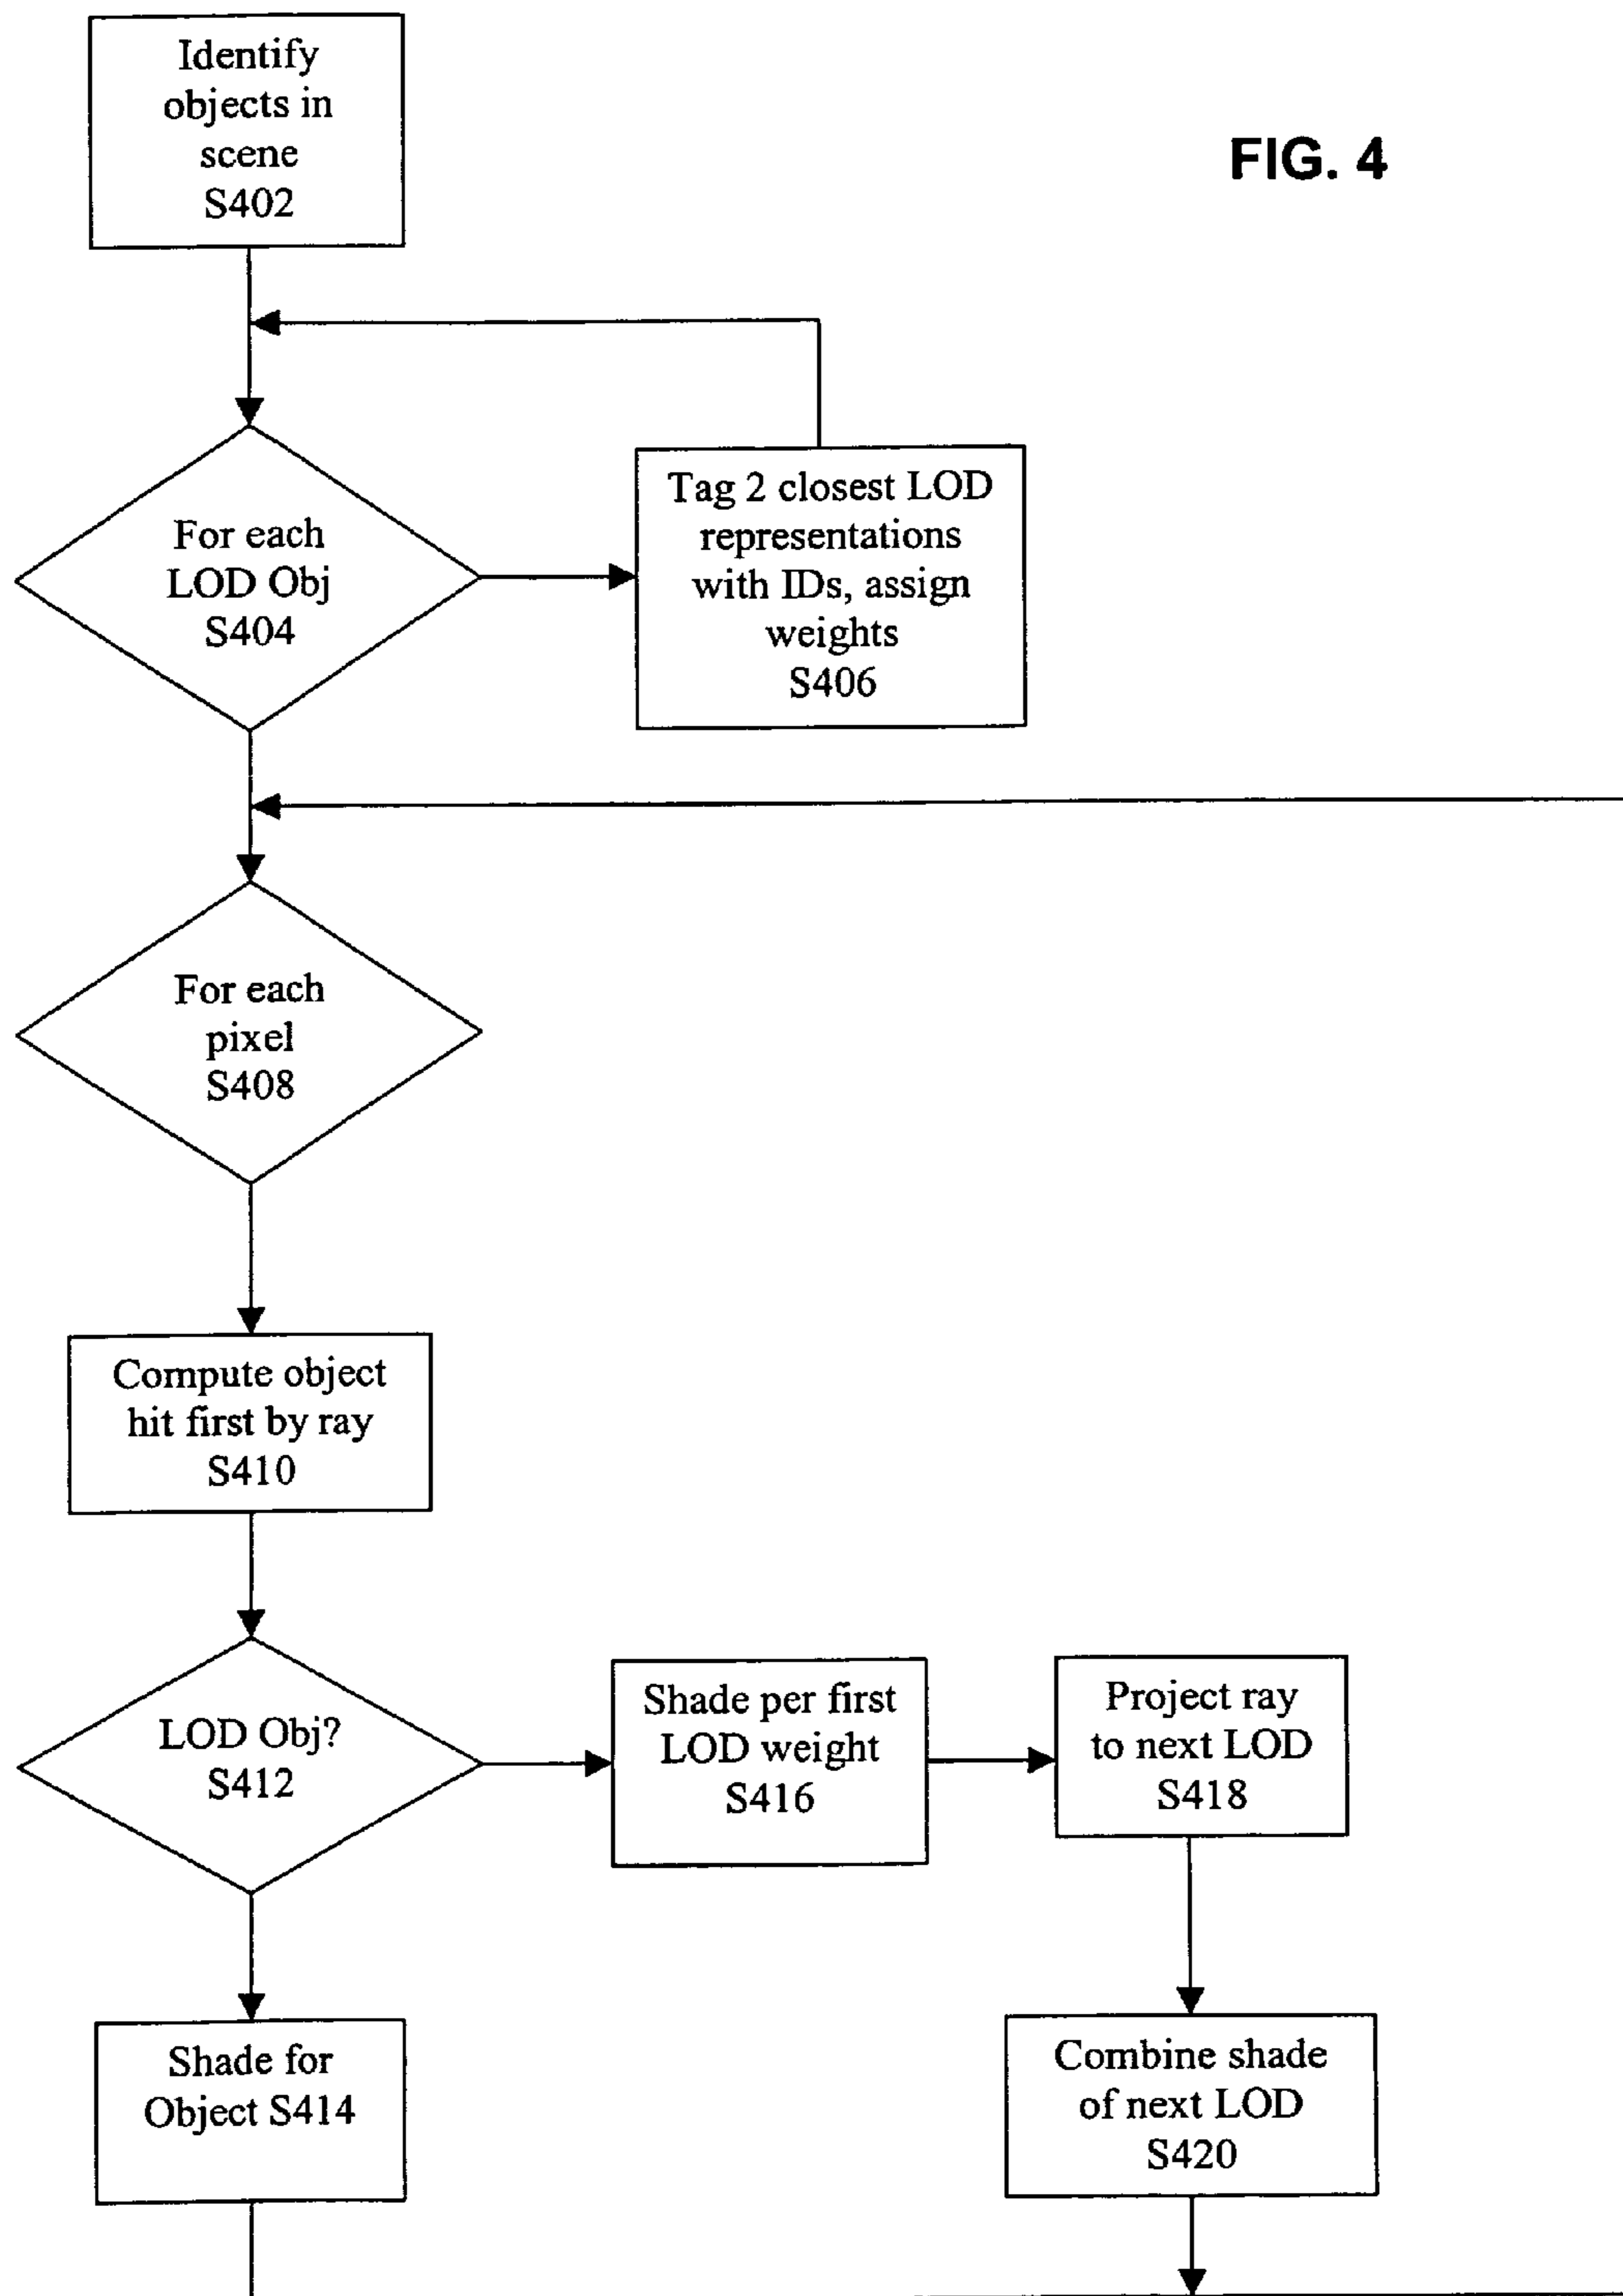 Identify
objects in
scene
S402
FIG. 4
For each
LOD Obj
S404
Tag 2 closest LOD
representations
with IDs, assign
weights
S406
For each
pixel
S408
Compute object
hit first by ray
S410
LOD Obj?
S412
Shade per first
LOD weight
S416
Project ray
to next LOD
S418
Shade for
Object S414
Combine shade
of next LOD
S420